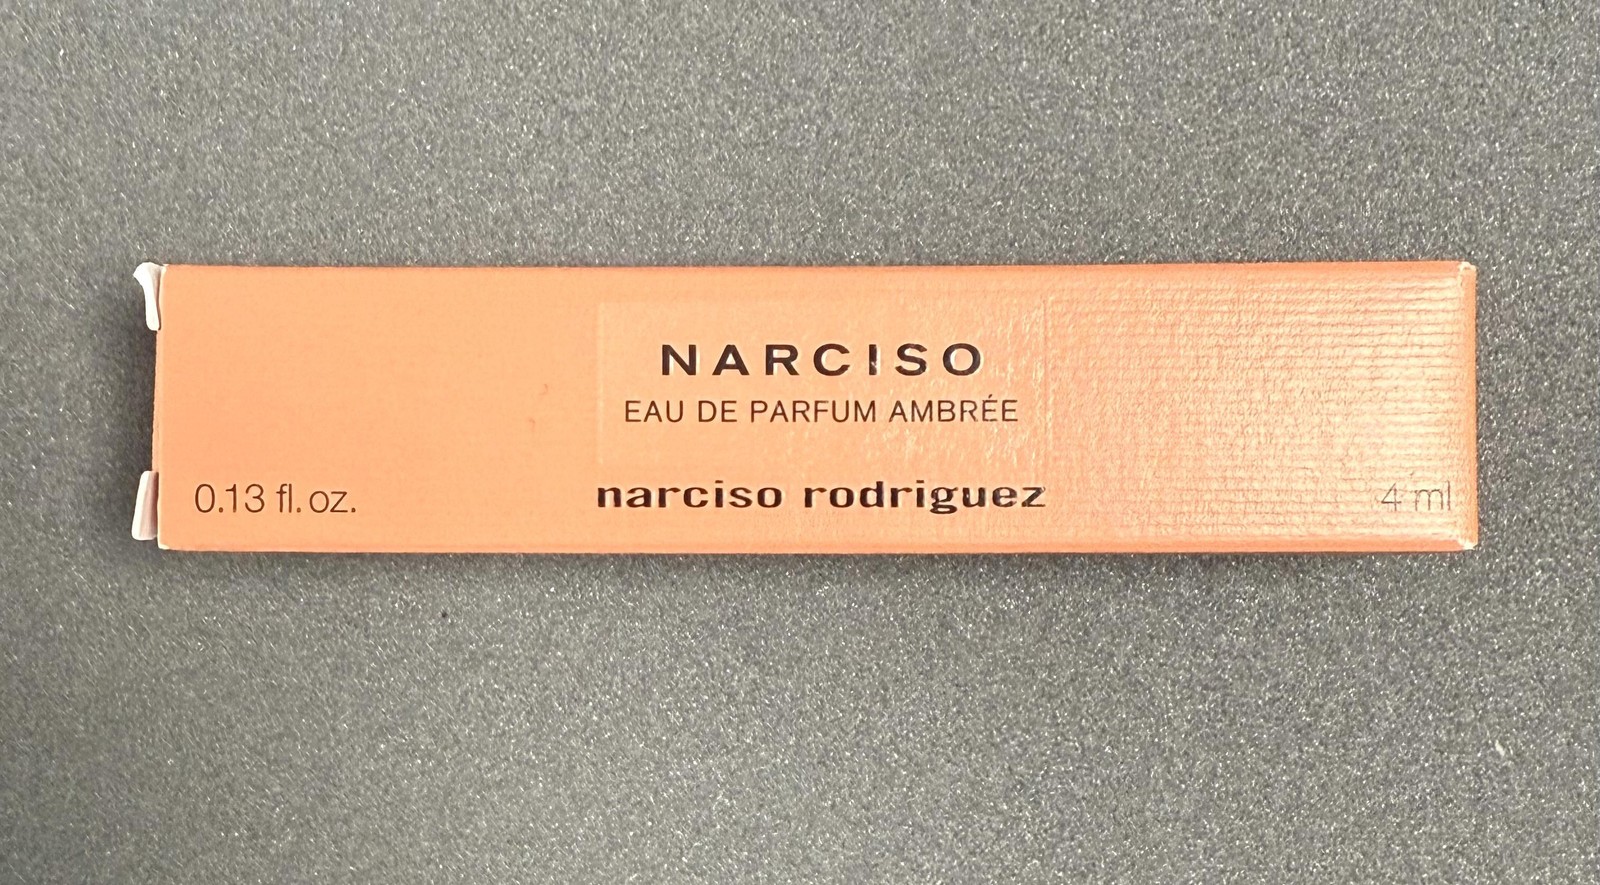 NARCISO
EAU DE PARFUM AMBRÉE
0.13 fl. oz.
narciso rodriguez
4 ml